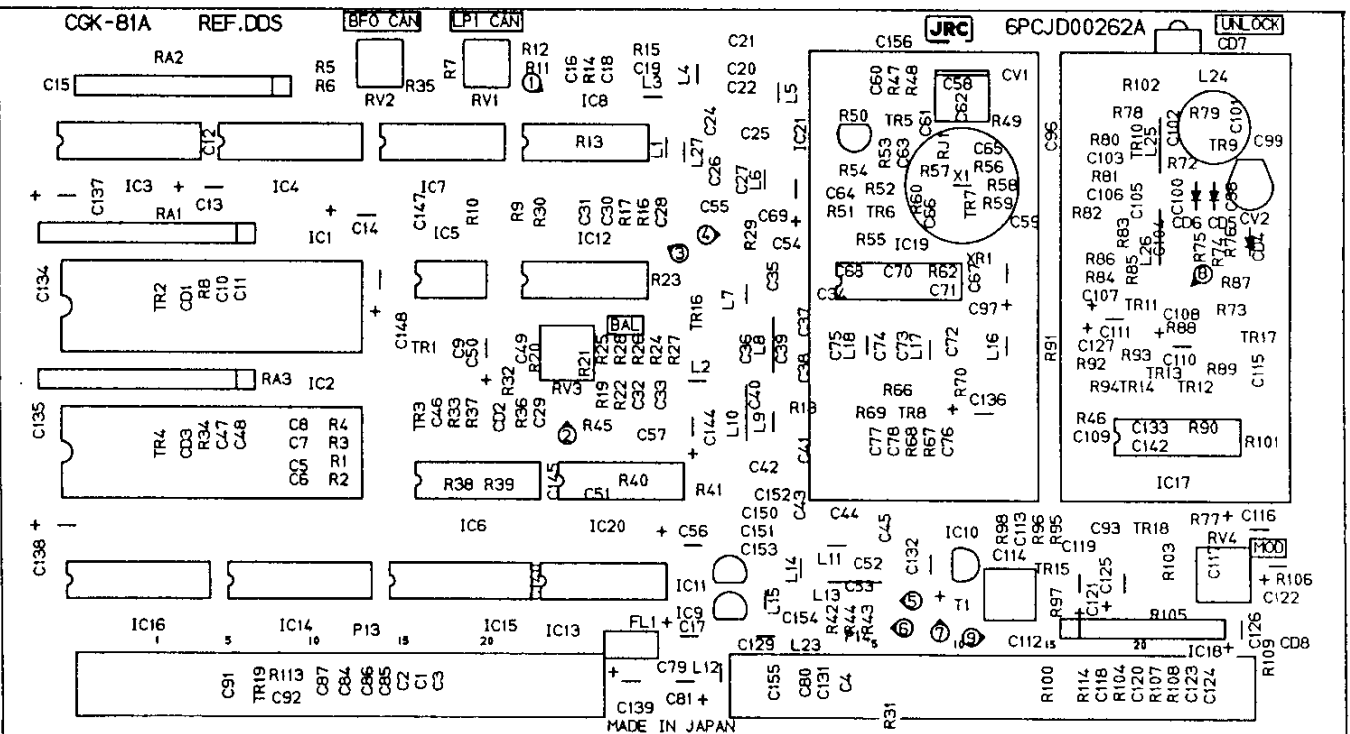 CGK-81A REF.DDS BFO CAN LP1 CAN JRC 6PCJD00262A UNLOCK
CD7
C15 RA2 R5 R6 RV2 R35 R7 RV1 R12 R11 1 C16 R14 C18 IC8 R15 C19 L3 L4
C21 C20 C22 L5
C12 R13 L1 L27 C24 C25 C26 C27 L6 IC21
C137 IC3 + C13 IC4 IC7 + C14 C147 R10 R9 R30 C31 C30 R17 R16 C28 C55
RA1 IC1 IC5 IC12 3 4 R29 C69 + C54
C134 TR2 CD1 R8 C10 C11 + C148 R23 L7 TR16 C35
TR1 C9 C50 C49 R20 BAL R21 R25 R28 R26 R24 R27 C36 L8 C39 C37 C38
RA3 IC2 + R32 RV3 R19 R22 C32 C33 L2
C135 TR4 CD3 R34 C47 C48 C8 R4 C7 R3 C5 R1 C6 R2
TR3 C46 R33 R37 CD2 R36 C29 2 R45 C57 C144 L10 C40 L9 R18 C41
R38 R39 C145 C51 R40 R41 C42 C43
C156 C60 R47 R48 C58 CV1 C62 C61 R50 TR5 R49
R54 R53 C63 RJ1 C65 R56 R57 X1 R58 R59 C64 R52 R51 TR6 R60 C66 TR7 C59
R55 IC19 XR1 C68 C70 R62 C71 C67 C34 C97 +
C75 L18 C74 C73 L17 C72 L16
R66 R70 C136 R69 TR8 C77 C78 R68 R67 C76 +
C96 R91
R102 L24 R78 R79 C101 TR10 L25 C102 TR9 C99 R80 C103 R72 R81 C106 C105 C100 C98
R82 R83 CD6 CD5 CV2 L26 C104 R75 R74 R76 CD4 R86 R84 R85 8 R87
C107 TR11 R73 C108 R88 C111 C127 TR17 R92 R93 C110 R89 TR13 R94 TR14 TR12 C115
R46 C109 C133 R90 C142 R101
IC17
C138 + IC6 IC20 + C56 C152 C150 C151 C153 C44 C45 IC10 R98 C113 R96 R95 C93 TR18 R77 + C116
IC11 L14 L11 C52 C132 C114 TR15 C119 R103 RV4 C117 MOD + R106 C122
IC9 L15 L13 C53 C154 R42 R44 R43 5 + T1 R97 C121 + C125 + R105
IC16 IC14 P13 IC15 IC13 FL1 + C17 C129 L23 6 7 9 C112 IC18 + C126 CD8 R109
1 5 10 15 20
5 10 15 20
C91 TR19 R113 C92 C87 C84 C86 C85 C2 C1 C3 + C79 L12 C139 C81 +
C155 C80 C131 C4 R31 R100 R114 C118 R104 C120 R107 R108 C123 C124
MADE IN JAPAN